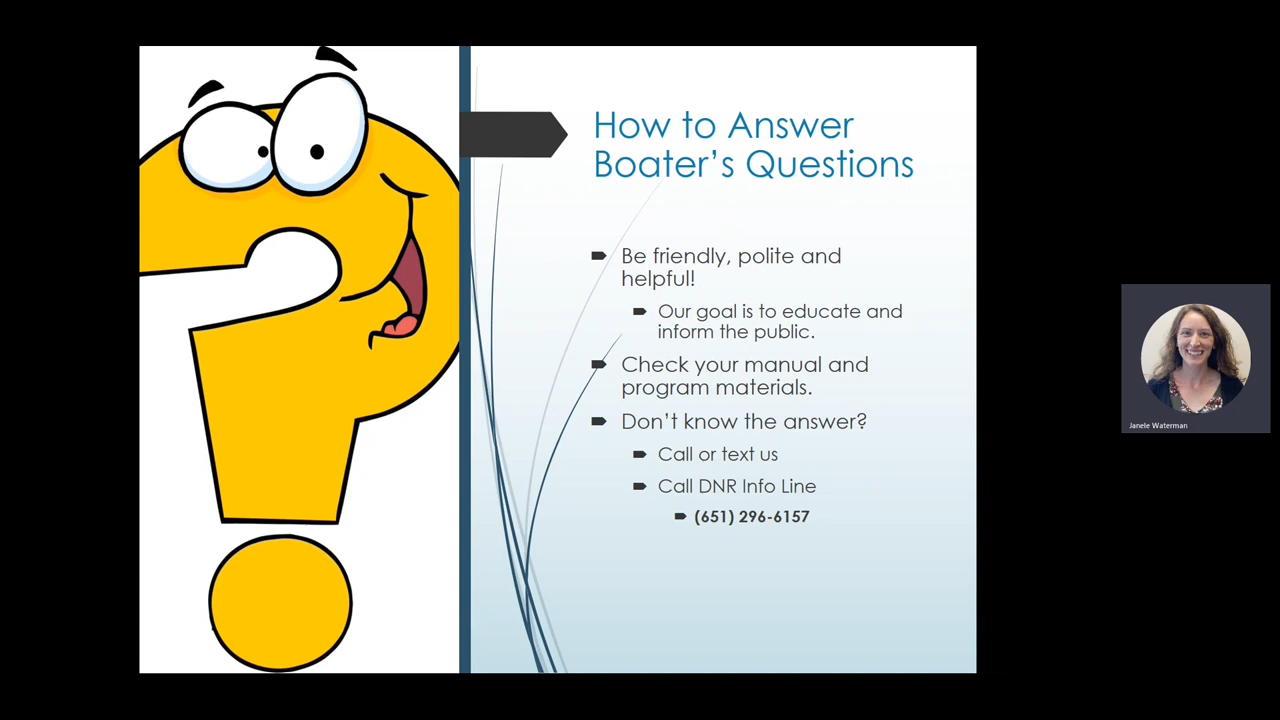 How to Answer
Boater's Questions
Be friendly, polite and
helpful!
Our goal is to educate and
inform the public.
Check your manual and
program materials.
Don't know the answer?
Call or text us
Call DNR Info Line
(651) 296-6157
Janele Waterman